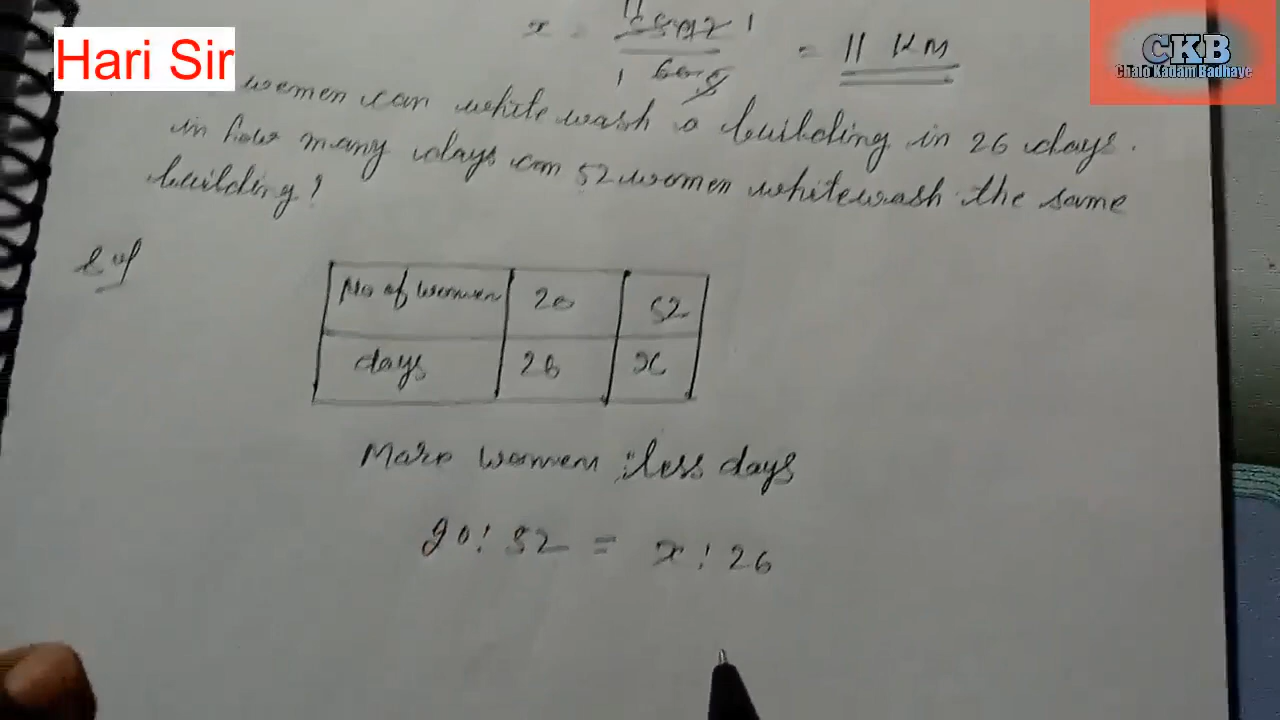 Hari Sir
CKB
Chalo Kadam Badhaye
x = = 11 KM
women can white wash a building in 26 days.
in how many days can 52 women whitewash the same
building?
Sol
No of women 20 52
days 26 x
More women : less days
20 : 52 = x : 26